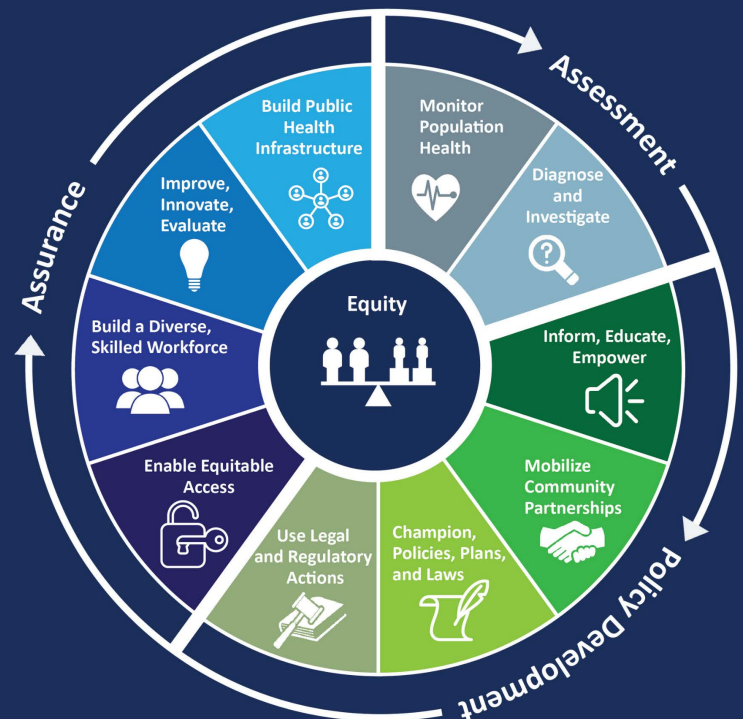 Assessment
Monitor
Population
Health
Diagnose
and
Investigate
?
Policy Development
Inform, Educate,
Empower
Mobilize
Community
Partnerships
Champion,
Policies, Plans,
and Laws
Use Legal
and Regulatory
Actions
Assurance
Enable Equitable
Access
Build a Diverse,
Skilled Workforce
Improve,
Innovate,
Evaluate
Build Public
Health
Infrastructure
Equity